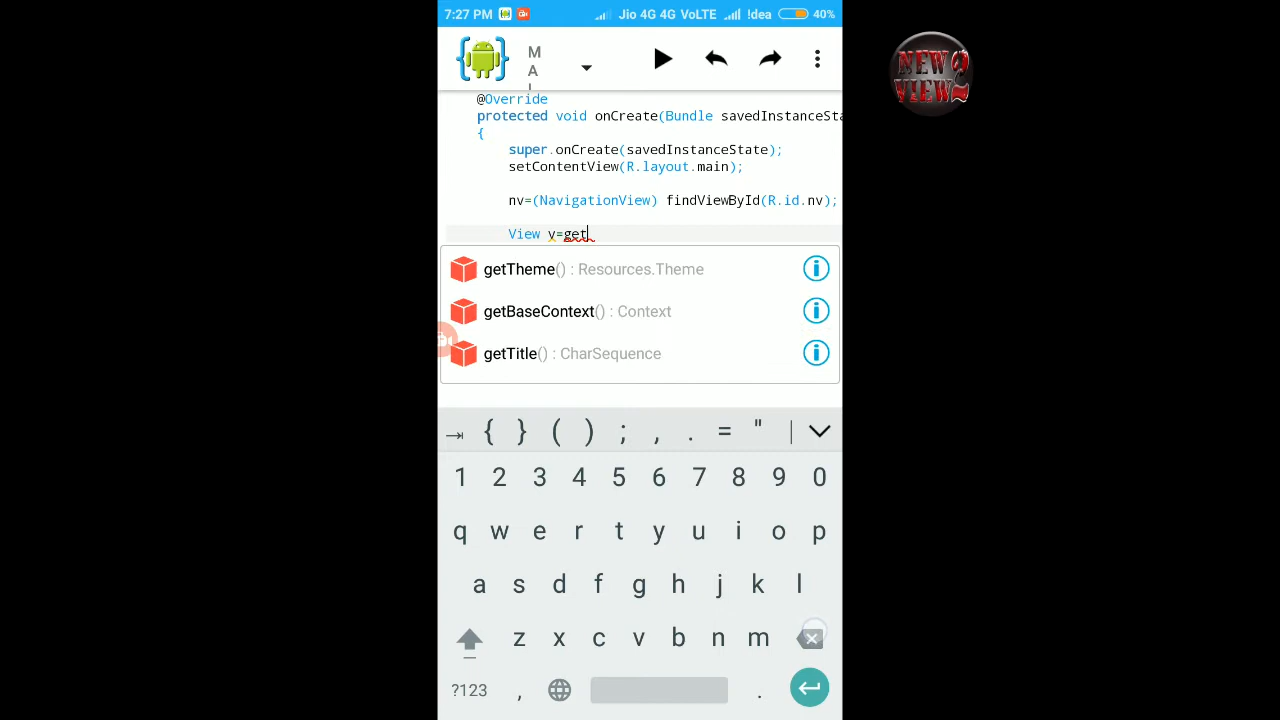 7:27 PM Jio 4G 4G VoLTE !dea 40%
M
A
NEW
VIEW
2
@Override
protected void onCreate(Bundle savedInstanceSta
{
super.onCreate(savedInstanceState);
setContentView(R.layout.main);
nv=(NavigationView) findViewById(R.id.nv);
View v=get
getTheme() : Resources.Theme
getBaseContext() : Context
getTitle() : CharSequence
{ } ( ) ; , . = " |
1 2 3 4 5 6 7 8 9 0
q w e r t y u i o p
a s d f g h j k l
z x c v b n m
?123 , .